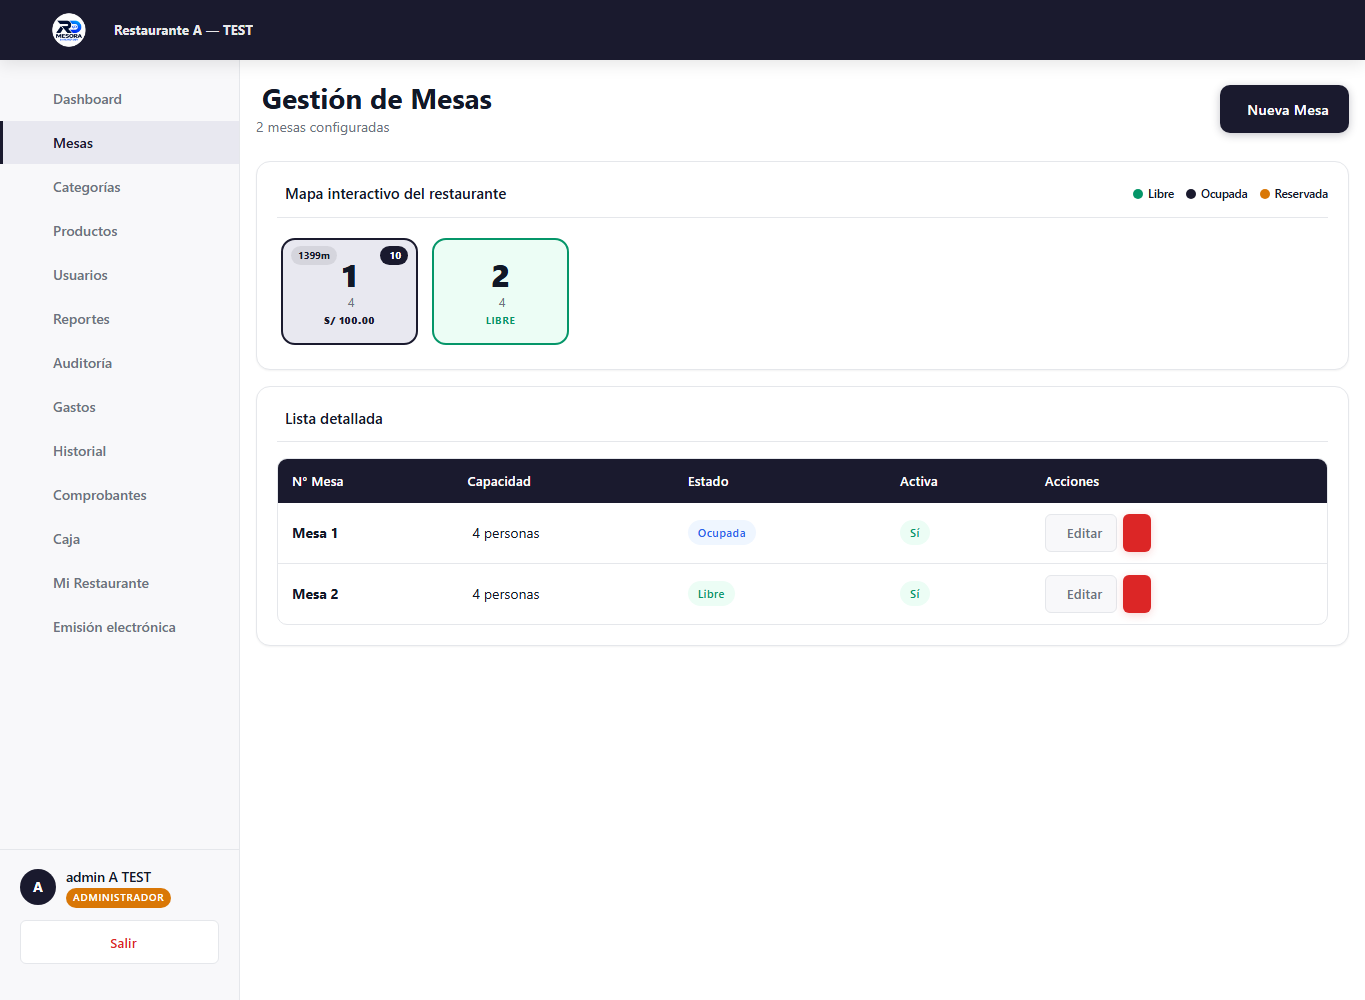 MESORA
Restaurante A — TEST
Dashboard
Mesas
Categorías
Productos
Usuarios
Reportes
Auditoría
Gastos
Historial
Comprobantes
Caja
Mi Restaurante
Emisión electrónica
A
admin A TEST
ADMINISTRADOR
Salir
Gestión de Mesas
2 mesas configuradas
Nueva Mesa
Mapa interactivo del restaurante
Libre Ocupada Reservada
1399m 10
1
4
S/ 100.00
2
4
LIBRE
Lista detallada
N° Mesa Capacidad Estado Activa Acciones
Mesa 1 4 personas Ocupada Sí Editar
Mesa 2 4 personas Libre Sí Editar